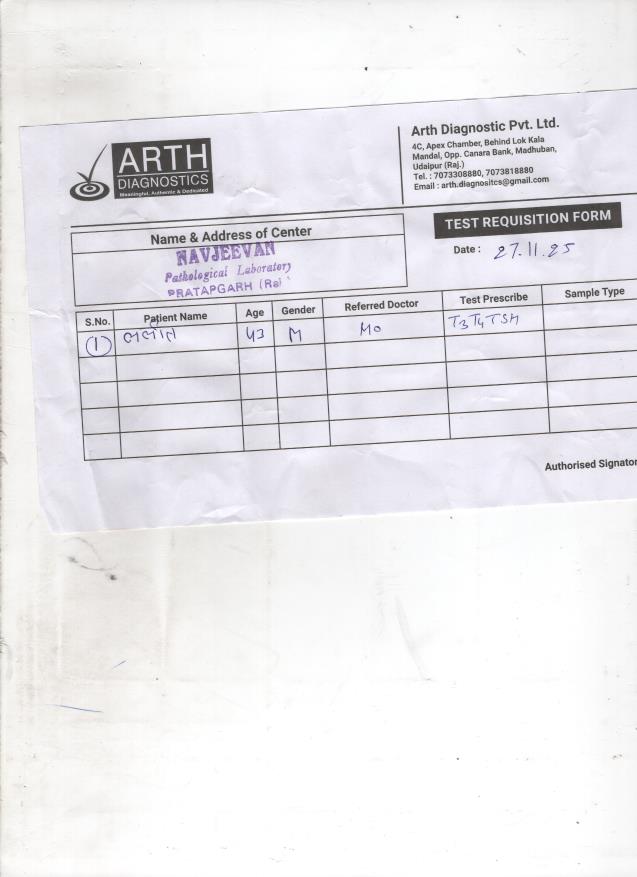 ARTH
DIAGNOSTICS
Meaningful, Authentic & Dedicated
Arth Diagnostic Pvt. Ltd.
4C, Apex Chamber, Behind Lok Kala
Mandal, Opp. Canara Bank, Madhuban,
Udaipur (Raj.)
Tel. : 7073308880, 7073818880
Email : arth.diagnositcs@gmail.com
TEST REQUISITION FORM
Date : 27.11.25
Name & Address of Center
NAVJEEVAN
Pathological Laboratory
PRATAPGARH (Ra)
S.No. Patient Name Age Gender Referred Doctor Test Prescribe Sample Type
(1) 43 M Mo T3 T4 TSH
Authorised Signator